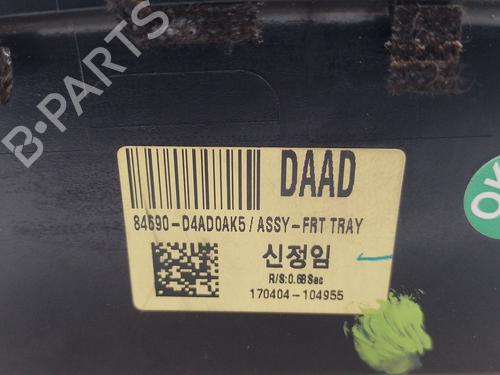 B-PARTS
DAAD
84690-D4AD0AK5 / ASSY-FRT TRAY
신정임
R/S:0.68Sec
170404-104955
OK